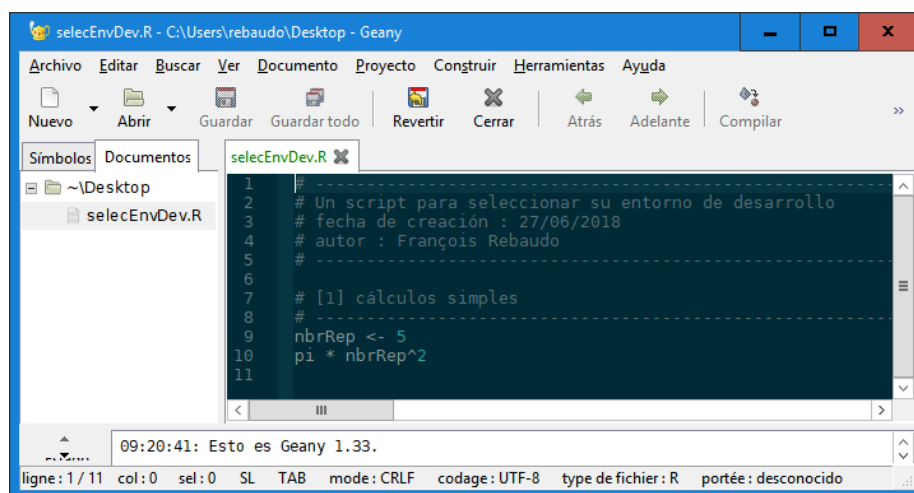 selecEnvDev.R - C:\Users\rebaudo\Desktop - Geany
Archivo Editar Buscar Ver Documento Proyecto Construir Herramientas Ayuda
Nuevo Abrir Guardar Guardar todo Revertir Cerrar Atrás Adelante Compilar
Símbolos Documentos selecEnvDev.R
~\Desktop
selecEnvDev.R
1 # ----------------------------------------------------------------
2 # Un script para seleccionar su entorno de desarrollo
3 # fecha de creación : 27/06/2018
4 # autor : François Rebaudo
5 # ----------------------------------------------------------------
6
7 # [1] cálculos simples
8 # ----------------------------------------------------------------
9 nbrRep <- 5
10 pi * nbrRep^2
11
09:20:41: Esto es Geany 1.33.
ligne : 1 / 11 col : 0 sel : 0 SL TAB mode : CRLF codage : UTF-8 type de fichier : R portée : desconocido